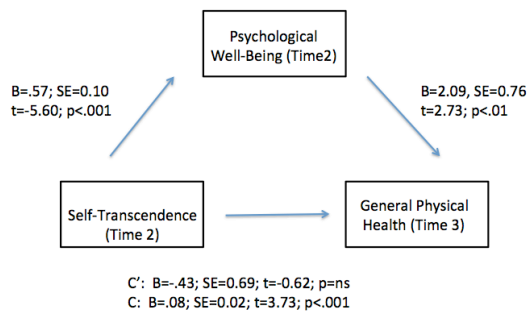 Psychological
Well-Being (Time2)
B=.57; SE=0.10
t=-5.60; p<.001
B=2.09, SE=0.76
t=2.73; p<.01
Self-Transcendence
(Time 2)
General Physical
Health (Time 3)
C’: B=-.43; SE=0.69; t=-0.62; p=ns
C: B=.08; SE=0.02; t=3.73; p<.001